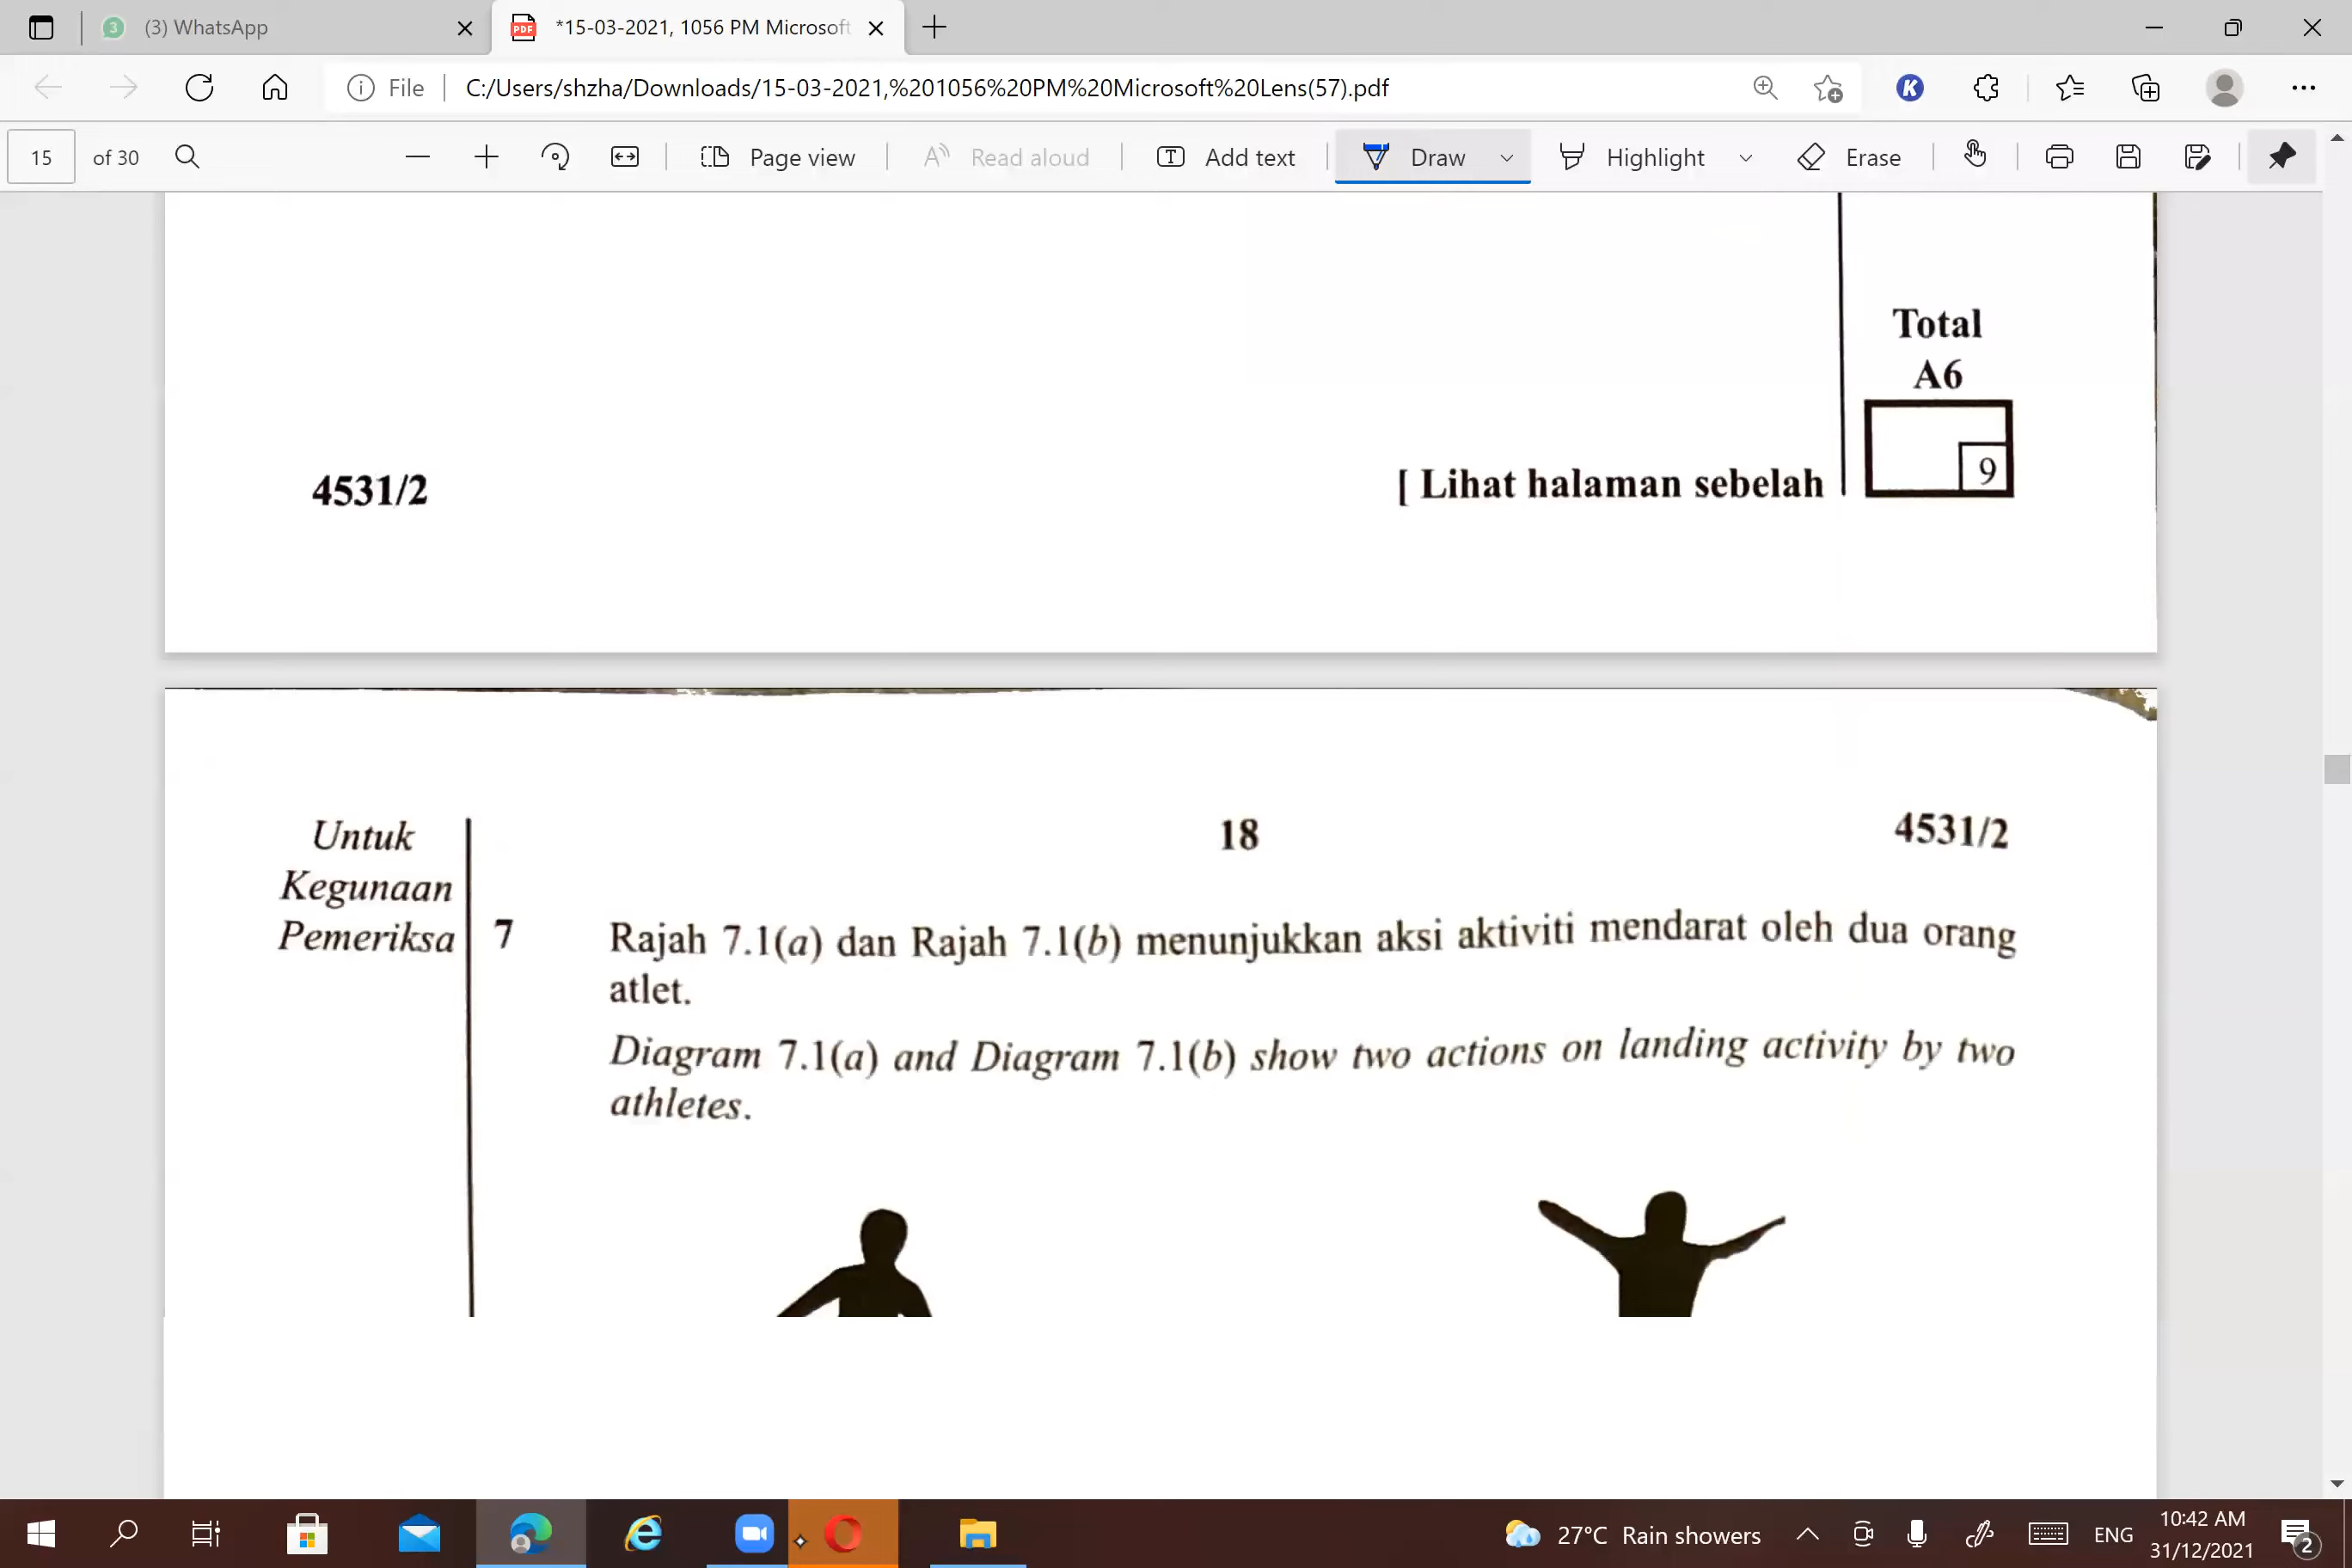 3 (3) WhatsApp
PDF *15-03-2021, 1056 PM Microsoft
File C:/Users/shzha/Downloads/15-03-2021,%201056%20PM%20Microsoft%20Lens(57).pdf
K
15 of 30 Page view Read aloud Add text Draw Highlight Erase
Total
A6
9
4531/2 [ Lihat halaman sebelah
Untuk
Kegunaan
Pemeriksa
18 4531/2
7 Rajah 7.1(a) dan Rajah 7.1(b) menunjukkan aksi aktiviti mendarat oleh dua orang
atlet.
Diagram 7.1(a) and Diagram 7.1(b) show two actions on landing activity by two
athletes.
27°C Rain showers ENG 10:42 AM
31/12/2021 2